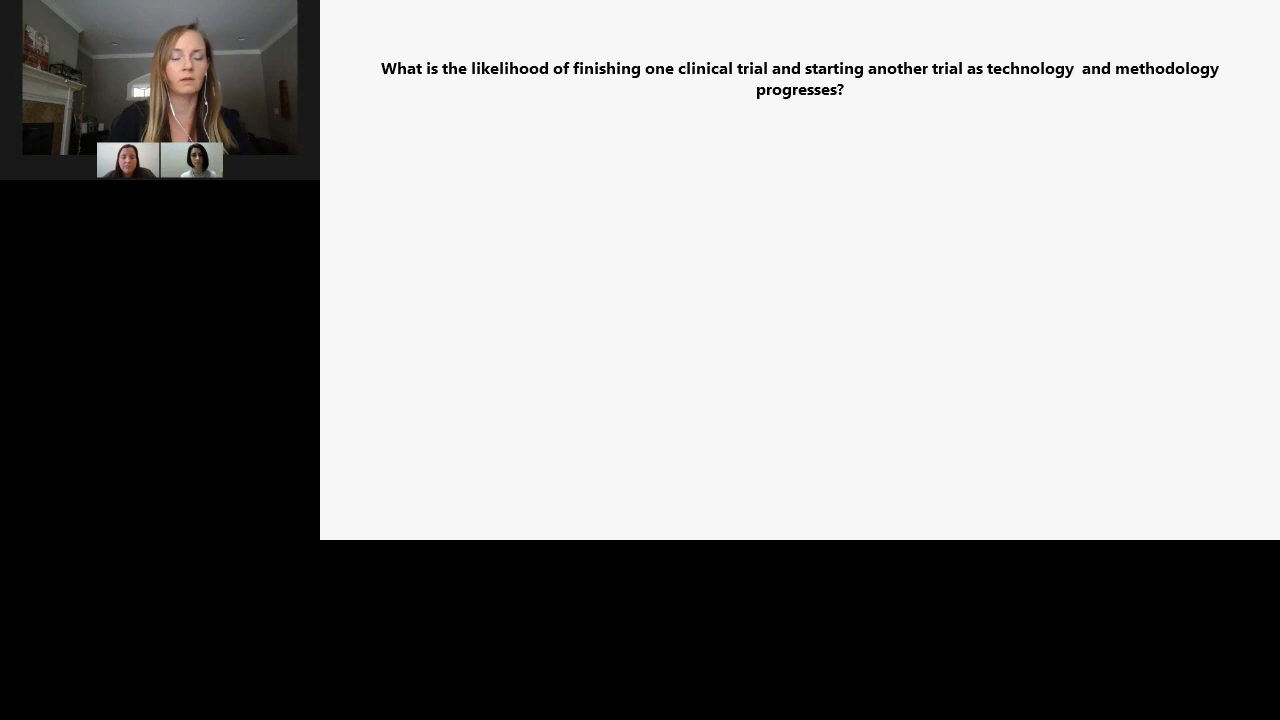 What is the likelihood of finishing one clinical trial and starting another trial as technology  and methodology
progresses?